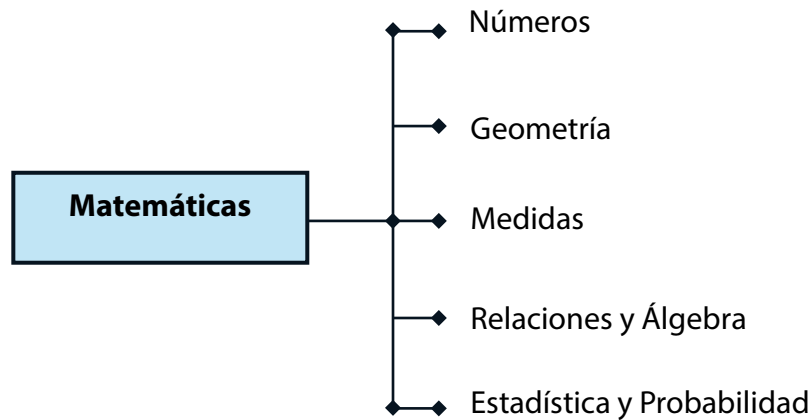 Matemáticas
Números
Geometría
Medidas
Relaciones y Álgebra
Estadística y Probabilidad